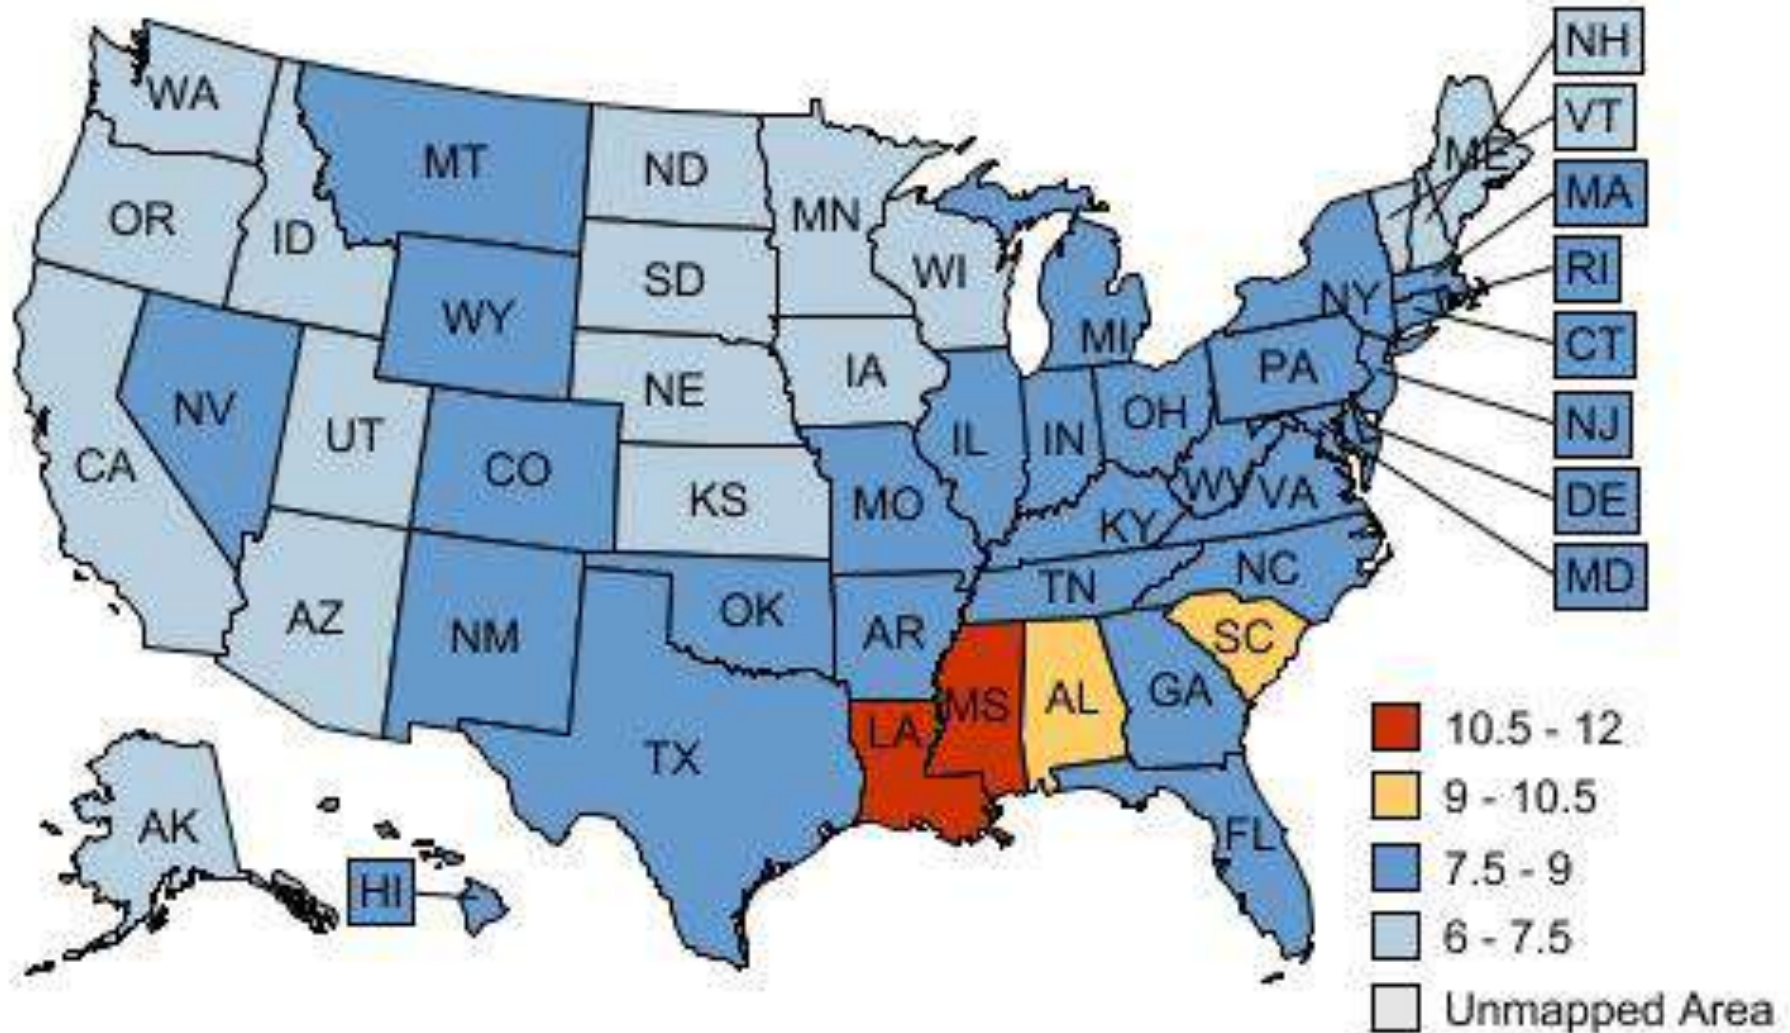 NH
WA
VT
MT
ND
ME
MA
OR
ID
MN
SD
WI
RI
WY
NY
MI
CT
NE
IA
PA
NV
UT
OH
NJ
CA
CO
IL
IN
KS
MO
WV
VA
DE
KY
NC
MD
TN
AZ
NM
OK
AR
SC
MS
AL
GA
LA
TX
10.5 - 12
9 - 10.5
AK
FL
HI
7.5 - 9
6 - 7.5
Unmapped Area